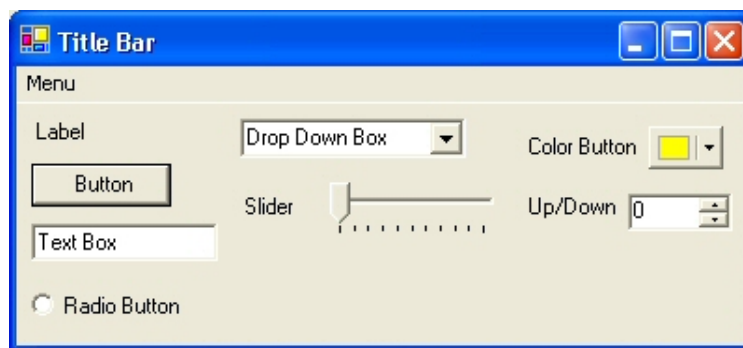 Title Bar
Menu
Label
Drop Down Box
Color Button
Button
Slider
Up/Down 0
Text Box
Radio Button